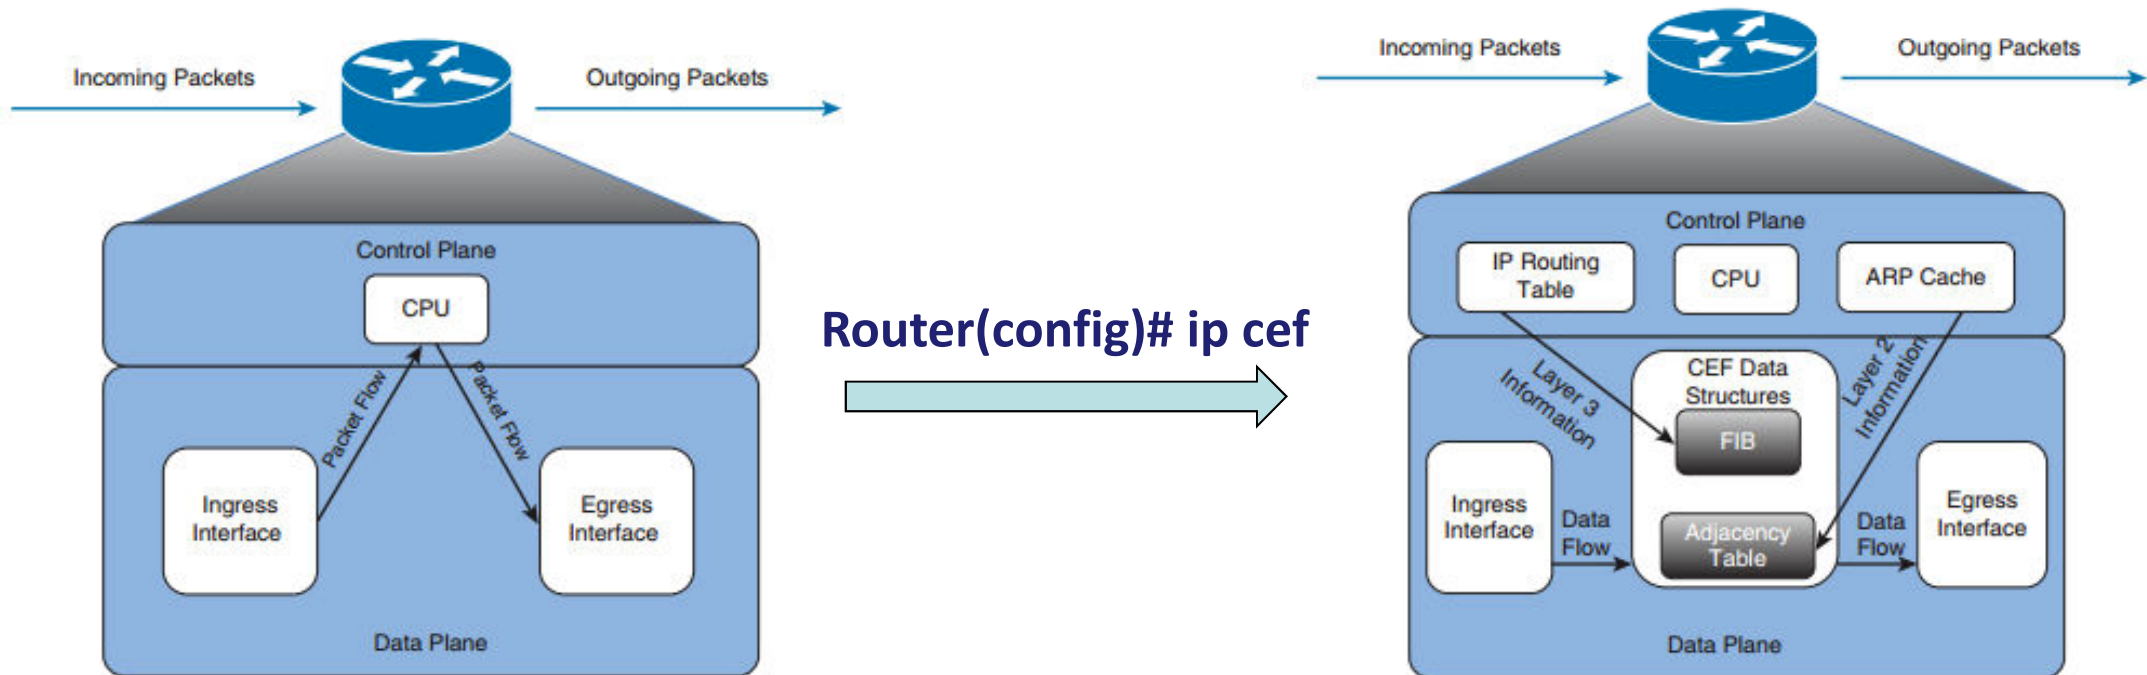 Incoming Packets
Outgoing Packets
Control Plane
CPU
Packet Flow
Packet Flow
Ingress
Interface
Egress
Interface
Data Plane
Router(config)# ip cef
Incoming Packets
Outgoing Packets
Control Plane
IP Routing
Table
CPU
ARP Cache
Layer 3
Information
CEF Data
Structures
Layer 2
Information
FIB
Ingress
Interface
Data
Flow
Adjacency
Table
Data
Flow
Egress
Interface
Data Plane